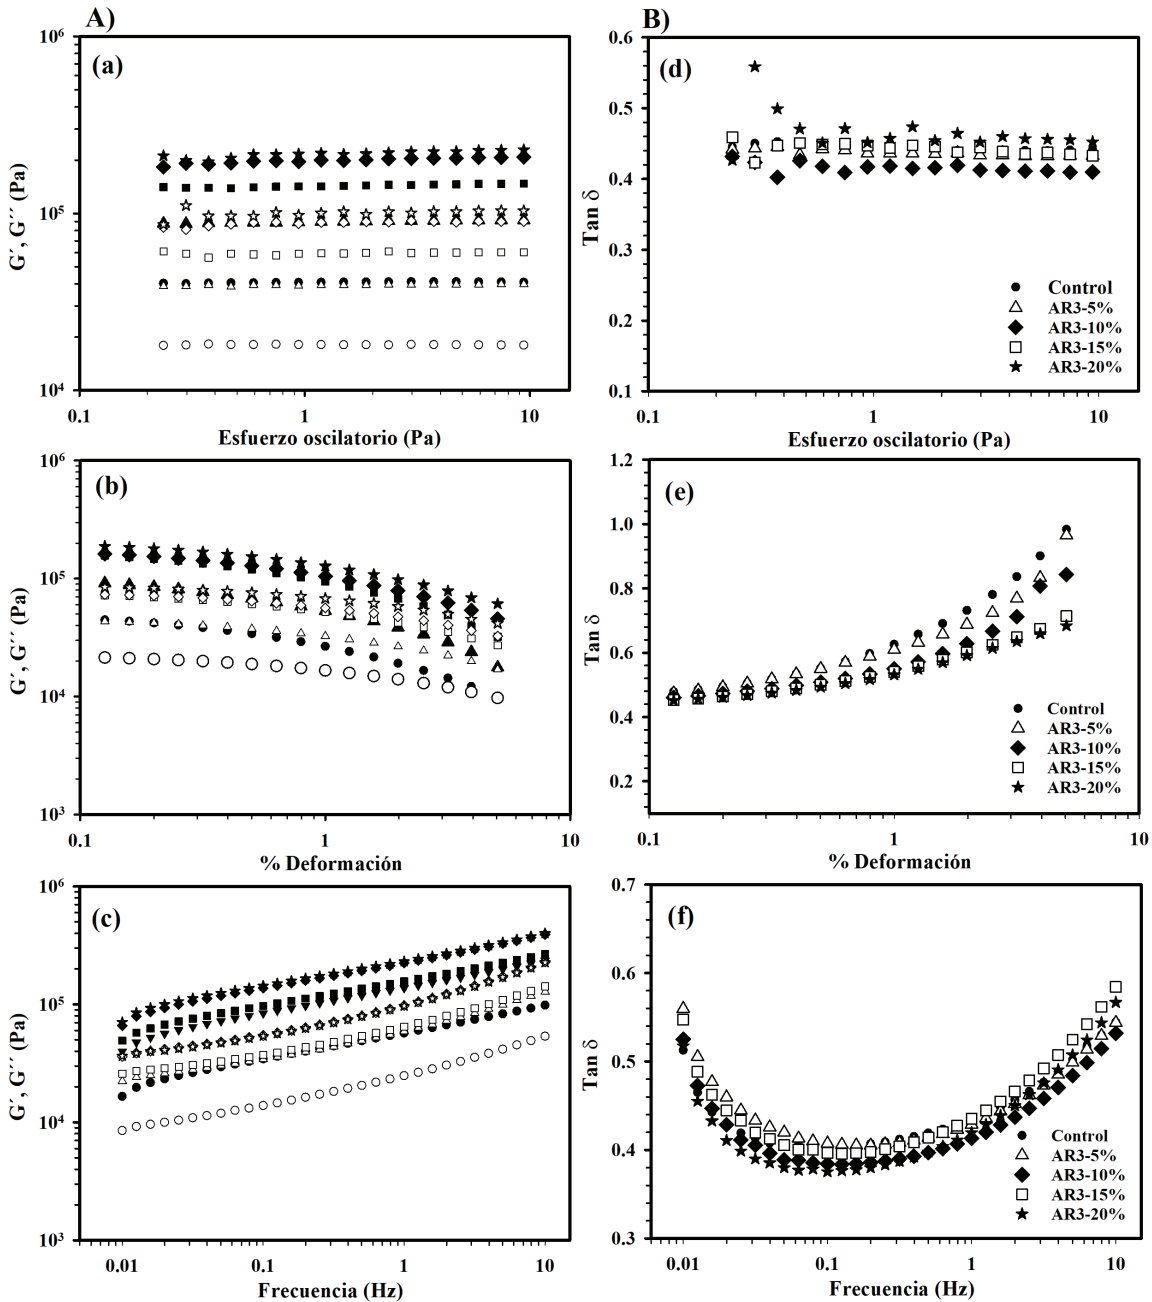 A)
(a)
G´, G´´ (Pa)
10⁶
10⁵
10⁴
0.1 1 10
Esfuerzo oscilatorio (Pa)
(b)
G´, G´´ (Pa)
10⁶
10⁵
10⁴
10³
0.1 1 10
% Deformación
(c)
G´, G´´ (Pa)
10⁶
10⁵
10⁴
10³
0.01 0.1 1 10
Frecuencia (Hz)
B)
(d)
Tan δ
0.6
0.5
0.4
0.3
0.2
0.1
0.1 1 10
Esfuerzo oscilatorio (Pa)
Control
AR3-5%
AR3-10%
AR3-15%
AR3-20%
(e)
Tan δ
1.2
1.0
0.8
0.6
0.4
0.2
0.1 1 10
% Deformación
Control
AR3-5%
AR3-10%
AR3-15%
AR3-20%
(f)
Tan δ
0.7
0.6
0.5
0.4
0.3
0.01 0.1 1 10
Frecuencia (Hz)
Control
AR3-5%
AR3-10%
AR3-15%
AR3-20%